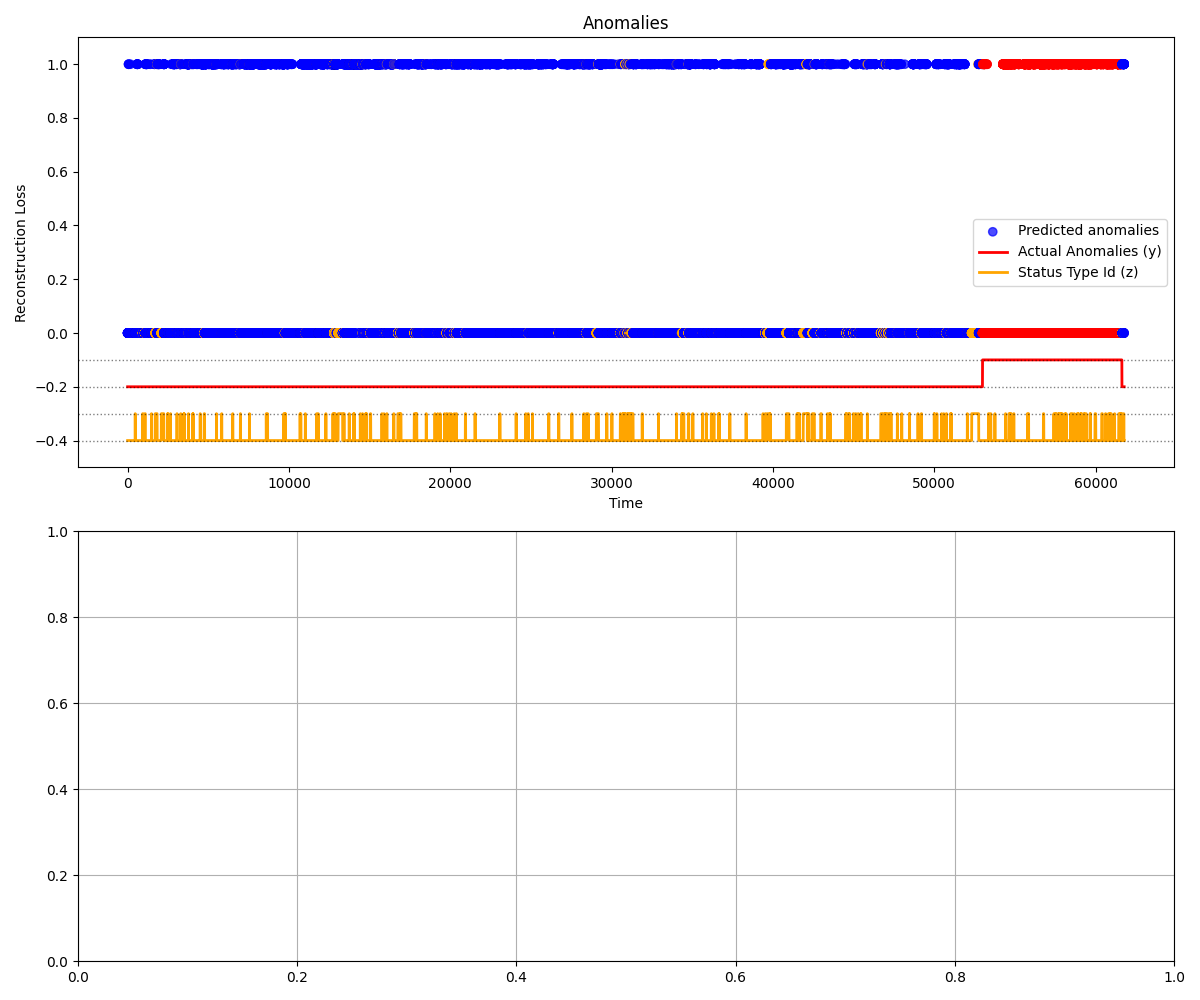 Anomalies
1.0
0.8
0.6
0.4
0.2
0.0
−0.2
−0.4
Reconstruction Loss
Predicted anomalies
Actual Anomalies (y)
Status Type Id (z)
0 10000 20000 30000 40000 50000 60000
Time
1.0
0.8
0.6
0.4
0.2
0.0
0.0 0.2 0.4 0.6 0.8 1.0